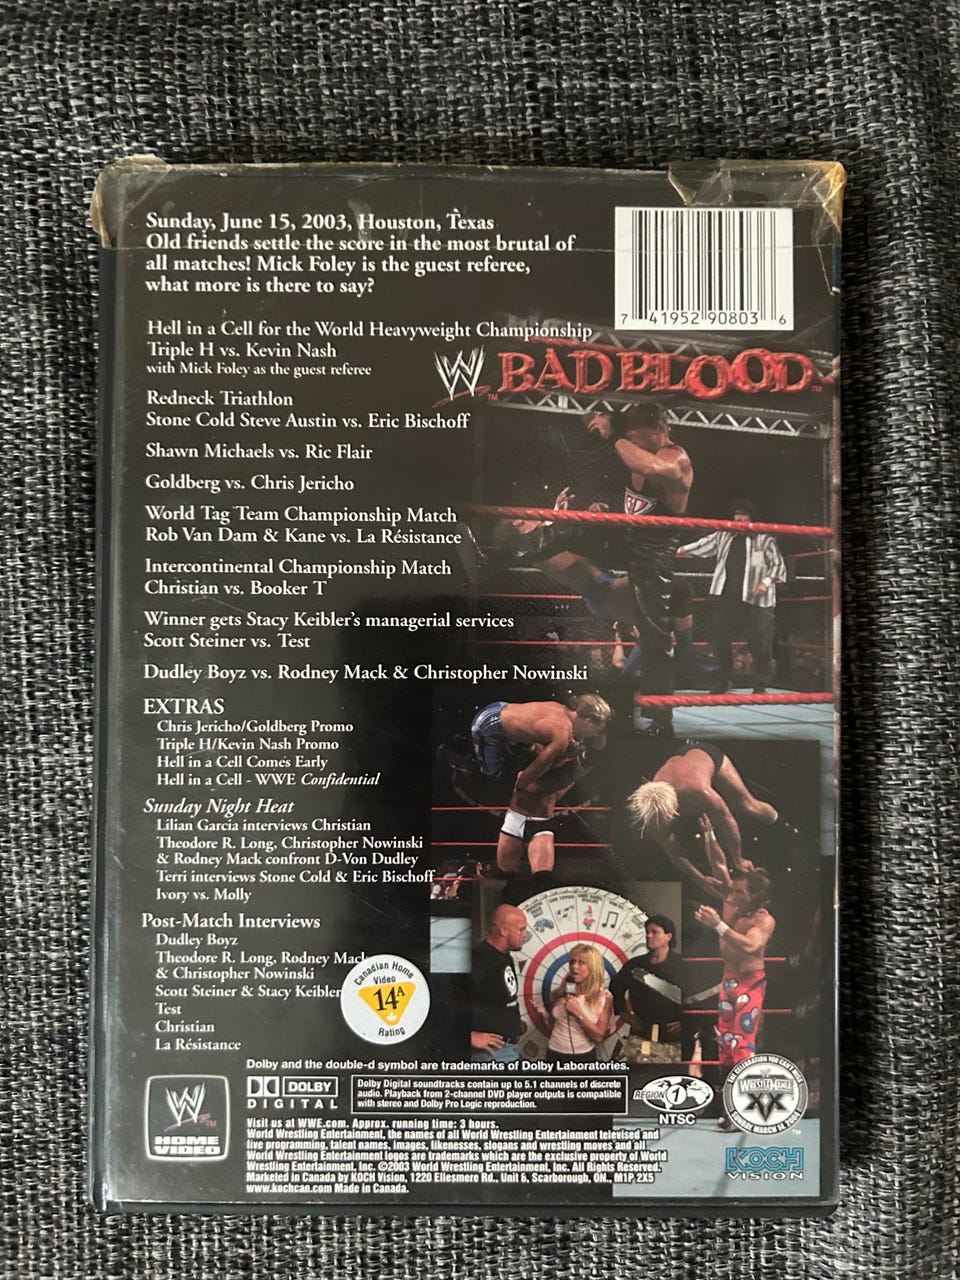 Sunday, June 15, 2003, Houston, Texas
Old friends settle the score in the most brutal of
all matches! Mick Foley is the guest referee,
what more is there to say?
7 41952 90803 6
Hell in a Cell for the World Heavyweight Championship
Triple H vs. Kevin Nash
with Mick Foley as the guest referee
W BAD BLOOD
Redneck Triathlon
Stone Cold Steve Austin vs. Eric Bischoff
Shawn Michaels vs. Ric Flair
Goldberg vs. Chris Jericho
World Tag Team Championship Match
Rob Van Dam & Kane vs. La Résistance
Intercontinental Championship Match
Christian vs. Booker T
Winner gets Stacy Keibler's managerial services
Scott Steiner vs. Test
Dudley Boyz vs. Rodney Mack & Christopher Nowinski
EXTRAS
Chris Jericho/Goldberg Promo
Triple H/Kevin Nash Promo
Hell in a Cell Comes Early
Hell in a Cell - WWE Confidential
Sunday Night Heat
Lilian Garcia interviews Christian
Theodore R. Long, Christopher Nowinski
& Rodney Mack confront D-Von Dudley
Terri interviews Stone Cold & Eric Bischoff
Ivory vs. Molly
Post-Match Interviews
Dudley Boyz
Theodore R. Long, Rodney Mack
& Christopher Nowinski
Scott Steiner & Stacy Keibler
Test
Christian
La Résistance
Canadian Home
Video
14A
Rating
Dolby and the double-d symbol are trademarks of Dolby Laboratories.
DOLBY
DIGITAL
Dolby Digital soundtracks contain up to 5.1 channels of discrete
audio. Playback from 2-channel DVD player outputs is compatible
with stereo and Dolby Pro Logic reproduction.
REGION 1
NTSC
THE CELEBRATION YOU CAN'T MISS
WRESTLEMANIA
XX
SUNDAY MARCH 14, 2004
W
HOME
VIDEO
Visit us at WWE.com. Approx. running time: 3 hours.
World Wrestling Entertainment, the names of all World Wrestling Entertainment televised and
live programming, talent names, images, likenesses, slogans and wrestling moves and all
World Wrestling Entertainment logos are trademarks which are the exclusive property of World
Wrestling Entertainment, Inc. ©2003 World Wrestling Entertainment, Inc. All Rights Reserved.
Marketed in Canada by KOCH Vision, 1220 Ellesmere Rd., Unit 8, Scarborough, ON., M1P 2X5
www.kochcan.com Made in Canada.
KOCH
VISION